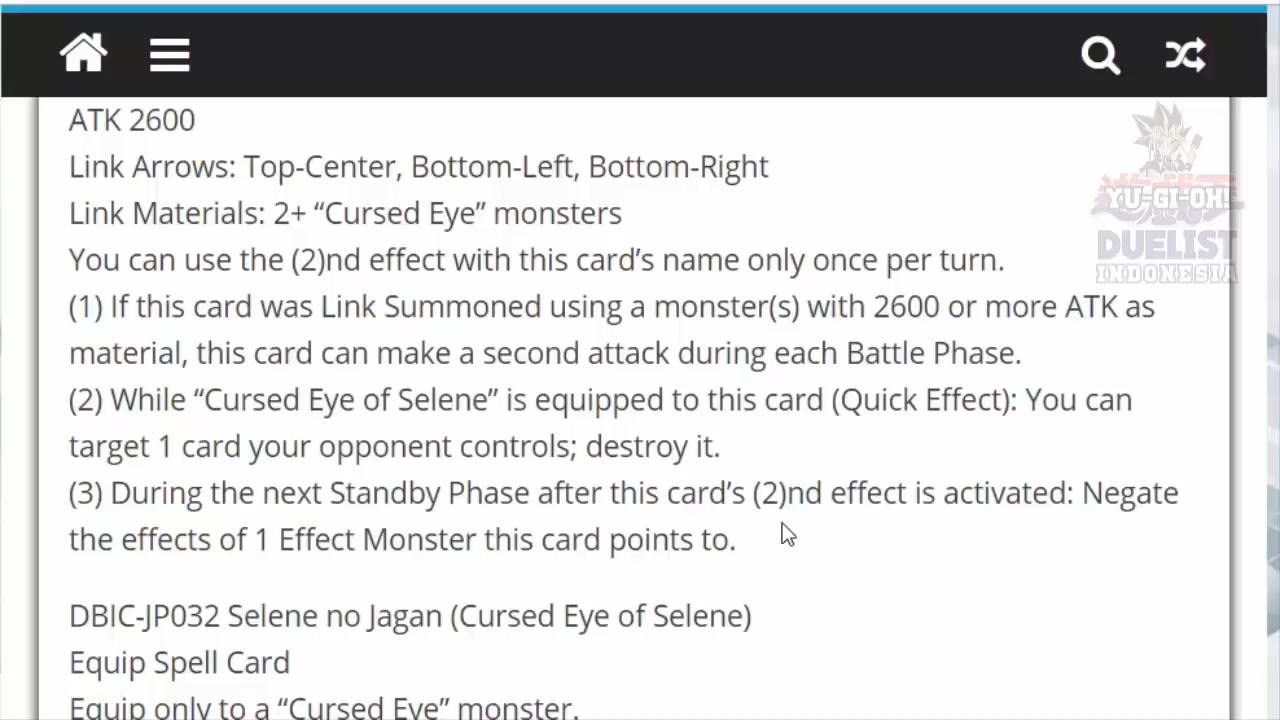 ATK 2600
Link Arrows: Top-Center, Bottom-Left, Bottom-Right
Link Materials: 2+ “Cursed Eye” monsters
You can use the (2)nd effect with this card’s name only once per turn.
(1) If this card was Link Summoned using a monster(s) with 2600 or more ATK as
material, this card can make a second attack during each Battle Phase.
(2) While “Cursed Eye of Selene” is equipped to this card (Quick Effect): You can
target 1 card your opponent controls; destroy it.
(3) During the next Standby Phase after this card’s (2)nd effect is activated: Negate
the effects of 1 Effect Monster this card points to.
DBIC-JP032 Selene no Jagan (Cursed Eye of Selene)
Equip Spell Card
Equip only to a “Cursed Eye” monster.
YU-GI-OH!
DUELIST
INDONESIA